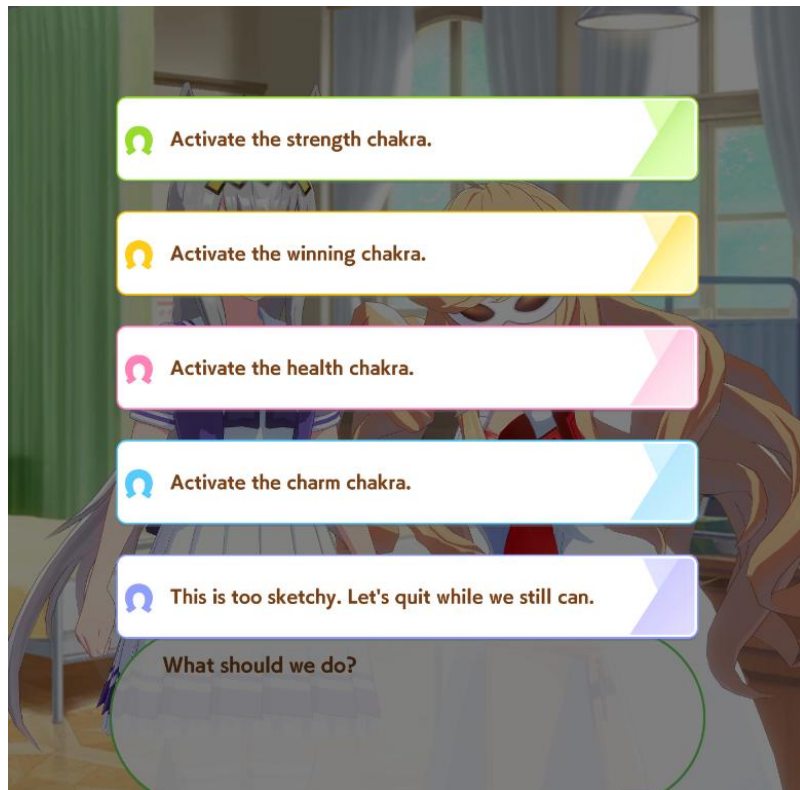 Activate the strength chakra.
Activate the winning chakra.
Activate the health chakra.
Activate the charm chakra.
This is too sketchy. Let's quit while we still can.
What should we do?